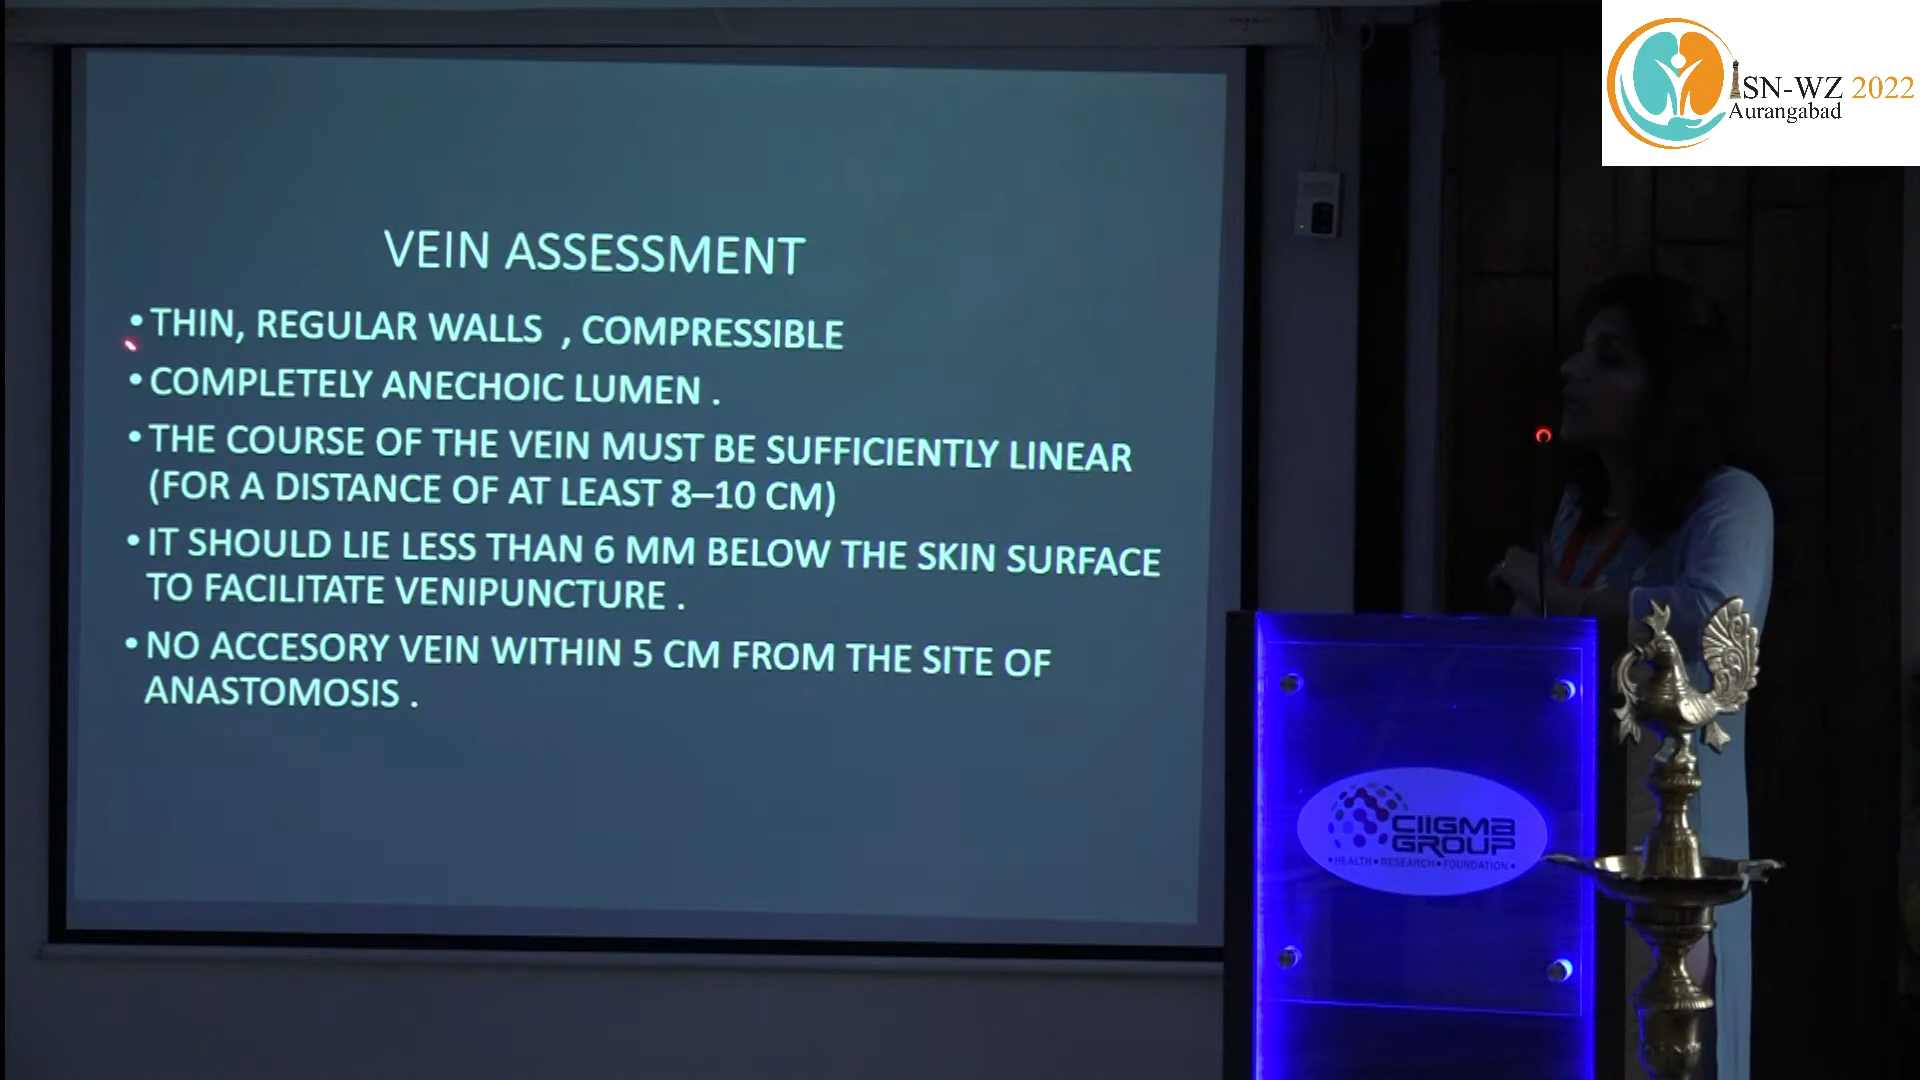 ISN-WZ 2022
Aurangabad
VEIN ASSESSMENT
• THIN, REGULAR WALLS , COMPRESSIBLE
• COMPLETELY ANECHOIC LUMEN .
• THE COURSE OF THE VEIN MUST BE SUFFICIENTLY LINEAR
(FOR A DISTANCE OF AT LEAST 8–10 CM)
• IT SHOULD LIE LESS THAN 6 MM BELOW THE SKIN SURFACE
TO FACILITATE VENIPUNCTURE .
• NO ACCESORY VEIN WITHIN 5 CM FROM THE SITE OF
ANASTOMOSIS .
CIIGMA
GROUP
• HEALTH • RESEARCH • FOUNDATION •